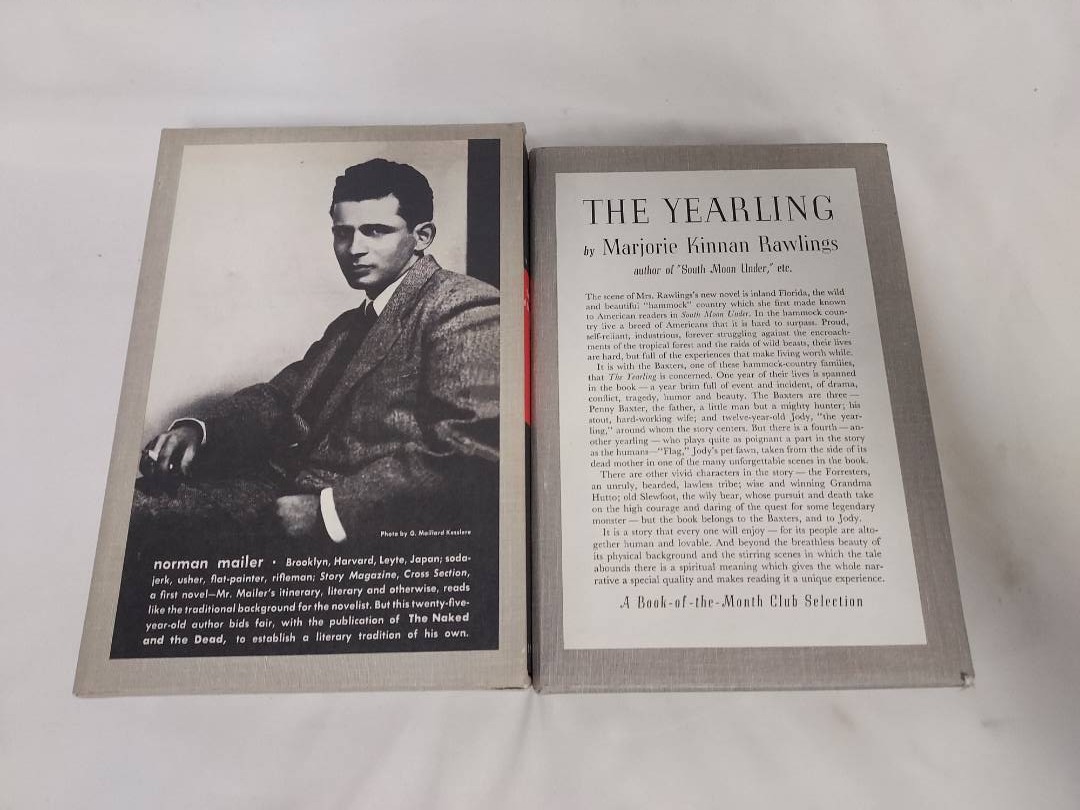 Photo by G. Maillard Kesslere
norman mailer · Brooklyn, Harvard, Leyte, Japan; soda-
jerk, usher, flat-painter, rifleman; Story Magazine, Cross Section,
a first novel—Mr. Mailer's itinerary, literary and otherwise, reads
like the traditional background for the novelist. But this twenty-five-
year-old author bids fair, with the publication of The Naked
and the Dead, to establish a literary tradition of his own.
THE YEARLING
by Marjorie Kinnan Rawlings
author of "South Moon Under," etc.
The scene of Mrs. Rawlings's new novel is inland Florida, the wild
and beautiful "hammock" country which she first made known
to American readers in South Moon Under. In the hammock coun-
try live a breed of Americans that it is hard to surpass. Proud,
self-reliant, industrious, forever struggling against the encroach-
ments of the tropical forest and the raids of wild beasts, their lives
are hard, but full of the experiences that make living worth while.
It is with the Baxters, one of these hammock-country families,
that The Yearling is concerned. One year of their lives is spanned
in the book — a year brim full of event and incident, of drama,
conflict, tragedy, humor and beauty. The Baxters are three —
Penny Baxter, the father, a little man but a mighty hunter; his
stout, hard-working wife; and twelve-year-old Jody, "the year-
ling," around whom the story centers. But there is a fourth — an-
other yearling — who plays quite as poignant a part in the story
as the humans—"Flag," Jody's pet fawn, taken from the side of its
dead mother in one of the many unforgettable scenes in the book.
There are other vivid characters in the story — the Forresters,
an unruly, bearded, lawless tribe; wise and winning Grandma
Hutto; old Slewfoot, the wily bear, whose pursuit and death take
on the high courage and daring of the quest for some legendary
monster — but the book belongs to the Baxters, and to Jody.
It is a story that every one will enjoy — for its people are alto-
gether human and lovable. And beyond the breathless beauty of
its physical background and the stirring scenes in which the tale
abounds there is a spiritual meaning which gives the whole nar-
rative a special quality and makes reading it a unique experience.
A Book-of-the-Month Club Selection